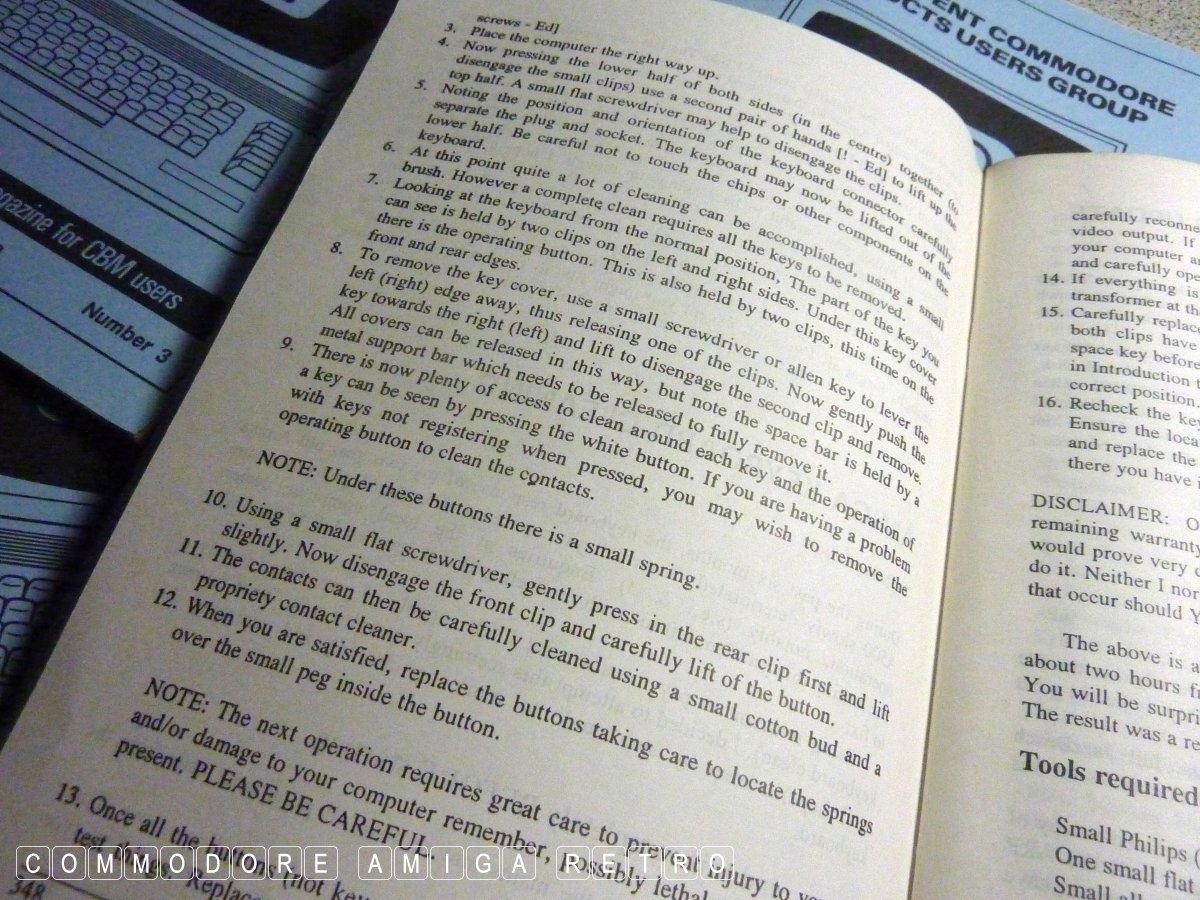 screws - Ed]
3. Place the computer the right way up.
4. Now pressing the lower half of both sides (in the centre) together (to
disengage the small clips) use a second pair of hands [! - Ed] to lift up the
top half. A small flat screwdriver may help to disengage the clips.
5. Noting the position and orientation of the keyboard connector, carefully
separate the plug and socket. The keyboard may now be lifted out of the
lower half. Be careful not to touch the chips or other components on the
keyboard.
6. At this point quite a lot of cleaning can be accomplished, using a small
brush. However a complete clean requires all the keys to be removed.
7. Looking at the keyboard from the normal position, The part of the key you
can see is held by two clips on the left and right sides. Under this key cover
there is the operating button. This is also held by two clips, this time on the
front and rear edges.
8. To remove the key cover, use a small screwdriver or allen key to lever the
left (right) edge away, thus releasing one of the clips. Now gently push the
key towards the right (left) and lift to disengage the second clip and remove.
All covers can be released in this way, but note the space bar is held by a
metal support bar which needs to be released to fully remove it.
9. There is now plenty of access to clean around each key and the operation of
a key can be seen by pressing the white button. If you are having a problem
with keys not registering when pressed, you may wish to remove the
operating button to clean the contacts.
NOTE: Under these buttons there is a small spring.
10. Using a small flat screwdriver, gently press in the rear clip first and lift
slightly. Now disengage the front clip and carefully lift of the button.
11. The contacts can then be carefully cleaned using a small cotton bud and a
propriety contact cleaner.
12. When you are satisfied, replace the buttons taking care to locate the springs
over the small peg inside the button.
NOTE: The next operation requires great care to prevent injury to
and/or damage to your computer remember, possibly lethal
present. PLEASE BE CAREFUL.
13. Once all the buttons (not
test things. Replace
348
carefully
video output. If
your computer
and carefully
14. If everything is
transformer at
15. Carefully
both clips have
space key before
in Introduction
correct position.
16. Recheck the
Ensure the
and replace the
there you have
DISCLAIMER:
remaining
would prove very
do it. Neither I nor
that occur should
The above is a
about two hours
You will be
The result was a
Tools required
Small Philips (
One small flat
Small
COMMODORE
USERS GROUP
for CBM users
Number 3
COMMODORE AMIGA RETRO